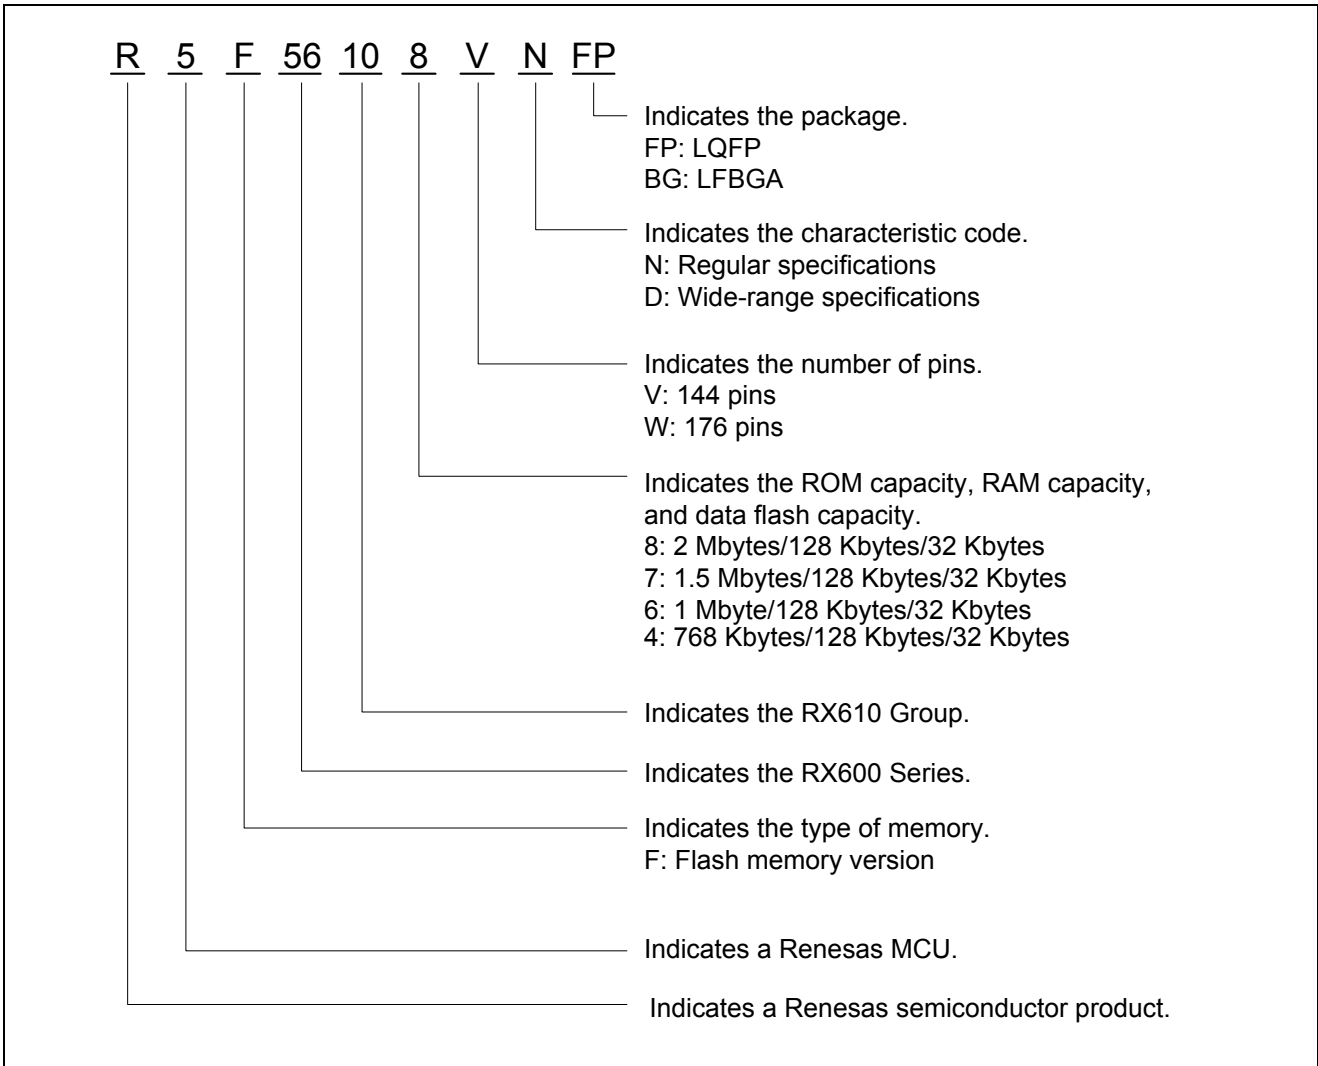 R 5 F 56 10 8 V N FP
Indicates the package.
FP: LQFP
BG: LFBGA
Indicates the characteristic code.
N: Regular specifications
D: Wide-range specifications
Indicates the number of pins.
V: 144 pins
W: 176 pins
Indicates the ROM capacity, RAM capacity,
and data flash capacity.
8: 2 Mbytes/128 Kbytes/32 Kbytes
7: 1.5 Mbytes/128 Kbytes/32 Kbytes
6: 1 Mbyte/128 Kbytes/32 Kbytes
4: 768 Kbytes/128 Kbytes/32 Kbytes
Indicates the RX610 Group.
Indicates the RX600 Series.
Indicates the type of memory.
F: Flash memory version
Indicates a Renesas MCU.
Indicates a Renesas semiconductor product.